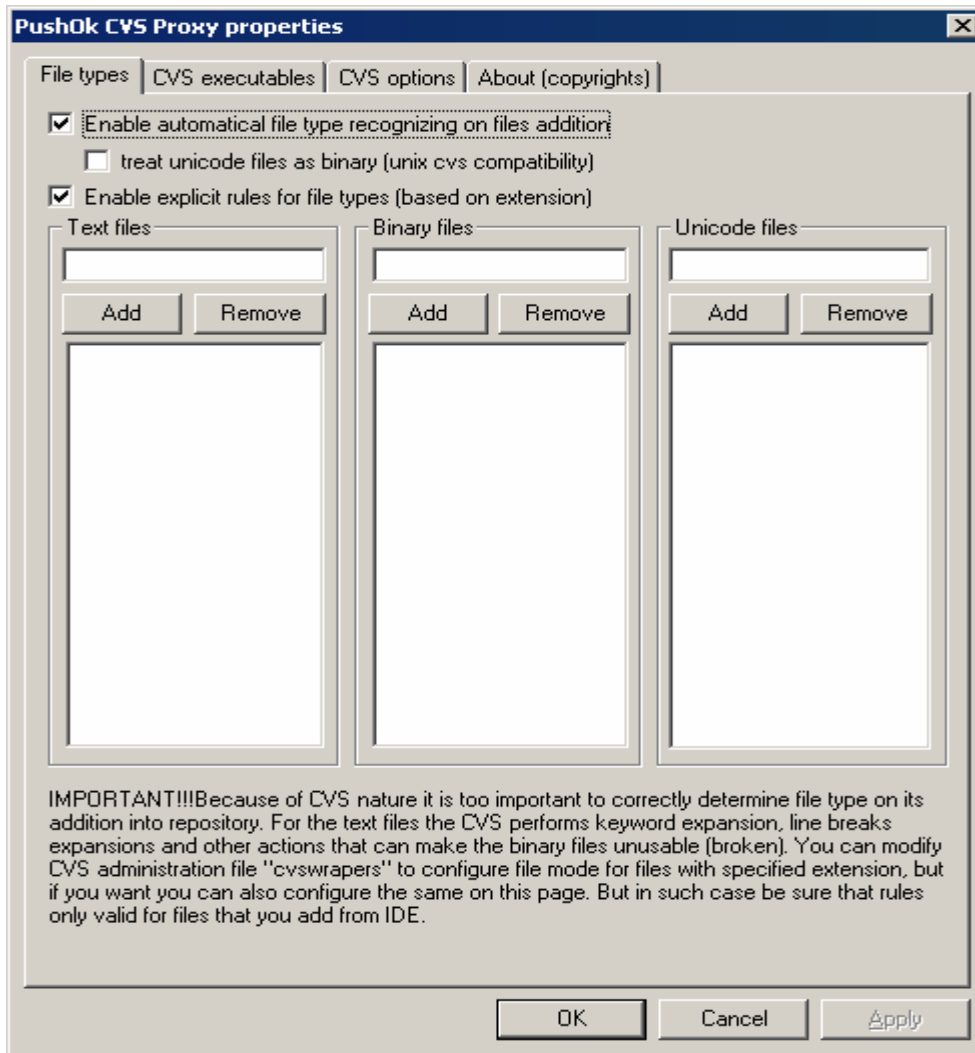 PushOk CVS Proxy properties
File types CVS executables CVS options About (copyrights)
Enable automatical file type recognizing on files addition
treat unicode files as binary (unix cvs compatibility)
Enable explicit rules for file types (based on extension)
Text files Binary files Unicode files
Add Remove Add Remove Add Remove
IMPORTANT!!!Because of CVS nature it is too important to correctly determine file type on its
addition into repository. For the text files the CVS performs keyword expansion, line breaks
expansions and other actions that can make the binary files unusable (broken). You can modify
CVS administration file "cvswrapers" to configure file mode for files with specified extension, but
if you want you can also configure the same on this page. But in such case be sure that rules
only valid for files that you add from IDE.
OK Cancel Apply